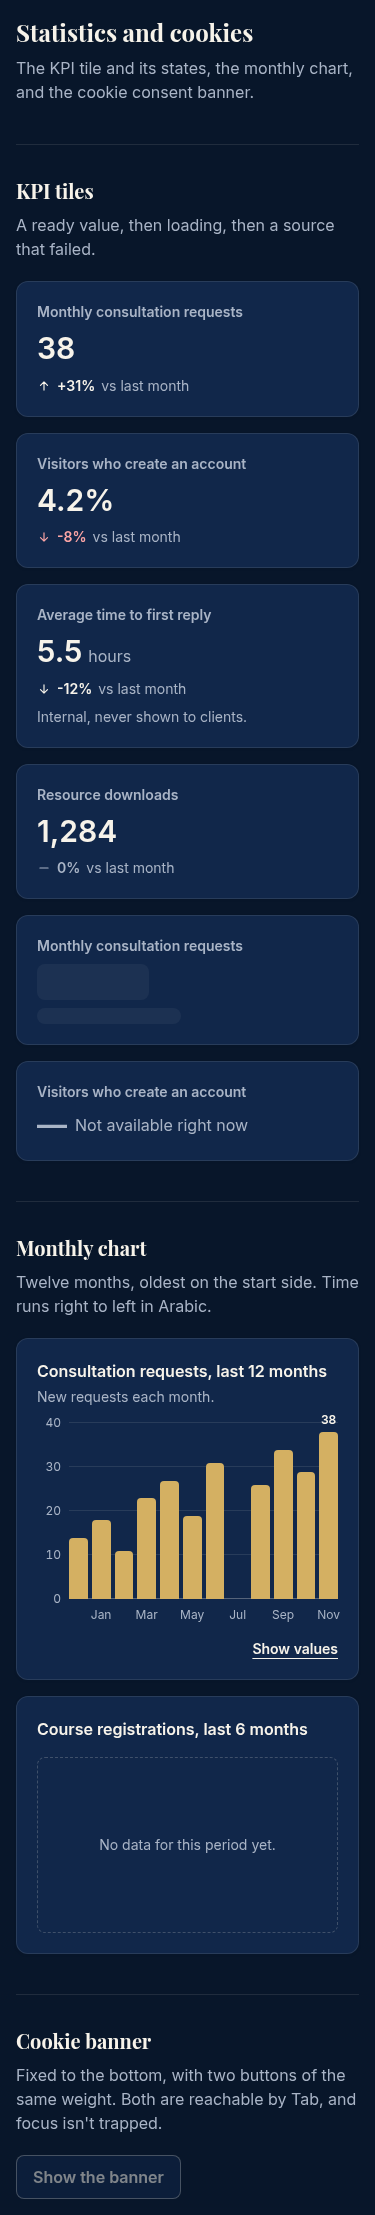 Statistics and cookies
The KPI tile and its states, the monthly chart,
and the cookie consent banner.
KPI tiles
A ready value, then loading, then a source
that failed.
Monthly consultation requests
38
↑ +31% vs last month
Visitors who create an account
4.2%
↓ -8% vs last month
Average time to first reply
5.5 hours
↓ -12% vs last month
Internal, never shown to clients.
Resource downloads
1,284
– 0% vs last month
Monthly consultation requests
Visitors who create an account
— Not available right now
Monthly chart
Twelve months, oldest on the start side. Time
runs right to left in Arabic.
Consultation requests, last 12 months
New requests each month.
38
40
30
20
10
0
Jan Mar May Jul Sep Nov
Show values
Course registrations, last 6 months
No data for this period yet.
Cookie banner
Fixed to the bottom, with two buttons of the
same weight. Both are reachable by Tab, and
focus isn't trapped.
Show the banner